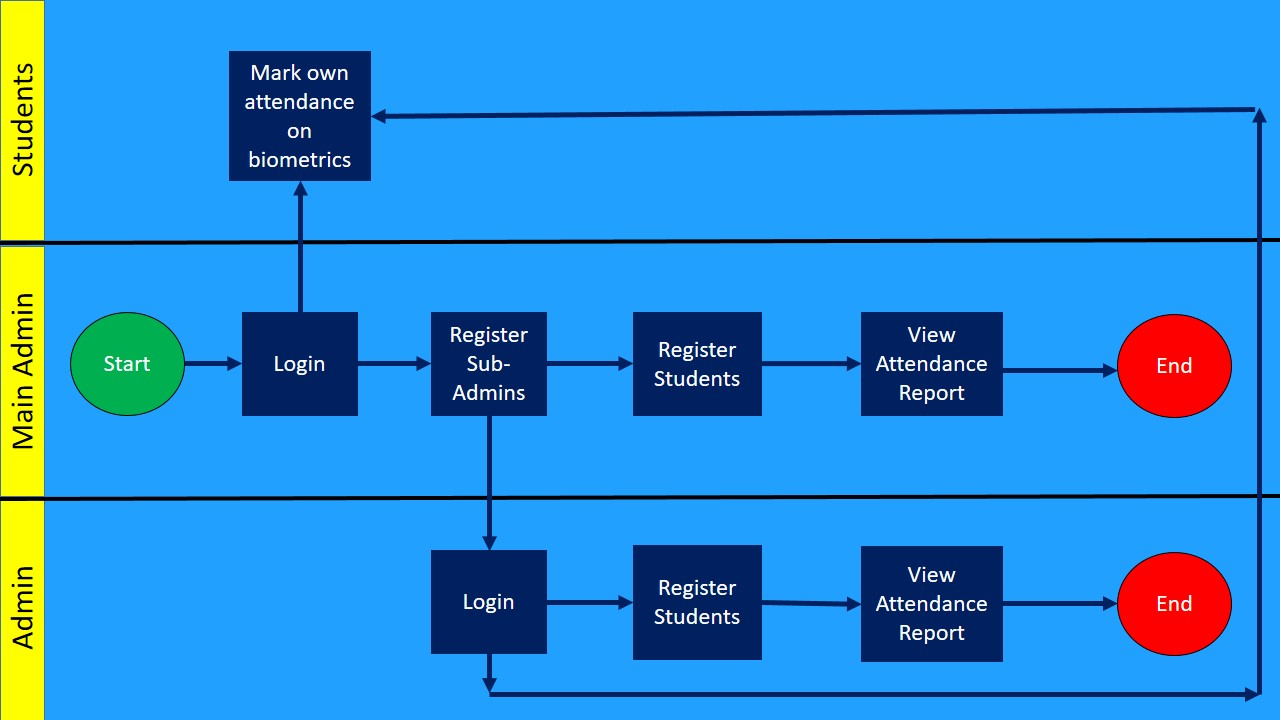 Students
Mark own
attendance
on
biometrics
Main Admin
Start
Login
Register
Sub-
Admins
Register
Students
View
Attendance
Report
End
Admin
Login
Register
Students
View
Attendance
Report
End